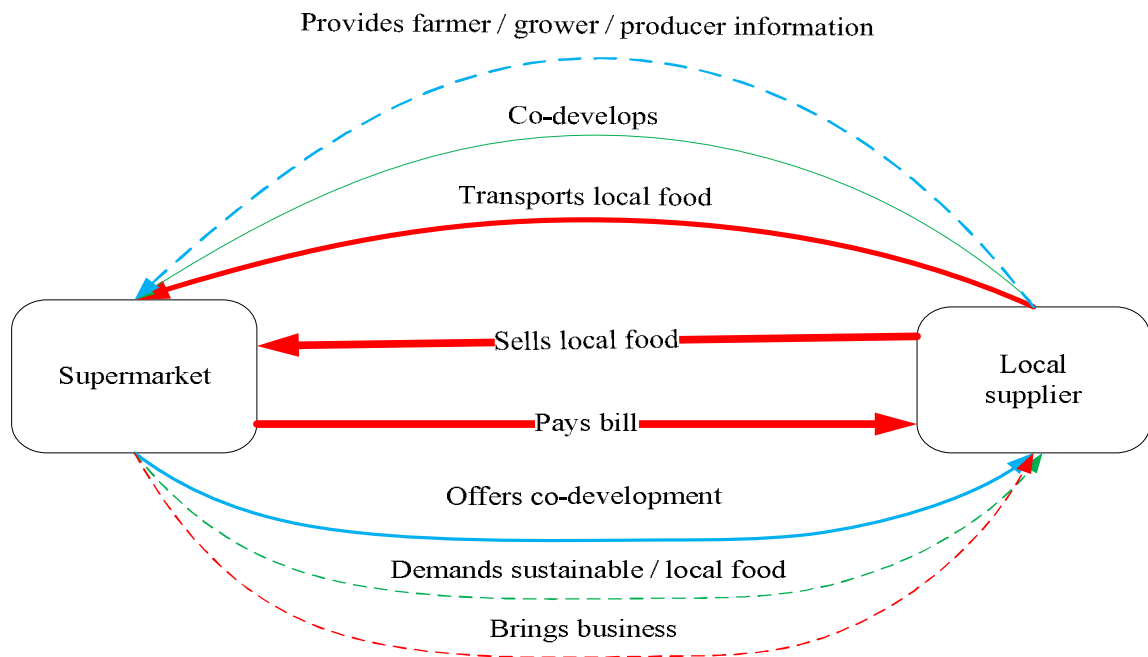 Provides farmer / grower / producer information
Co-develops
Transports local food
Sells local food
Supermarket
Local
supplier
Pays bill
Offers co-development
Demands sustainable / local food
Brings business